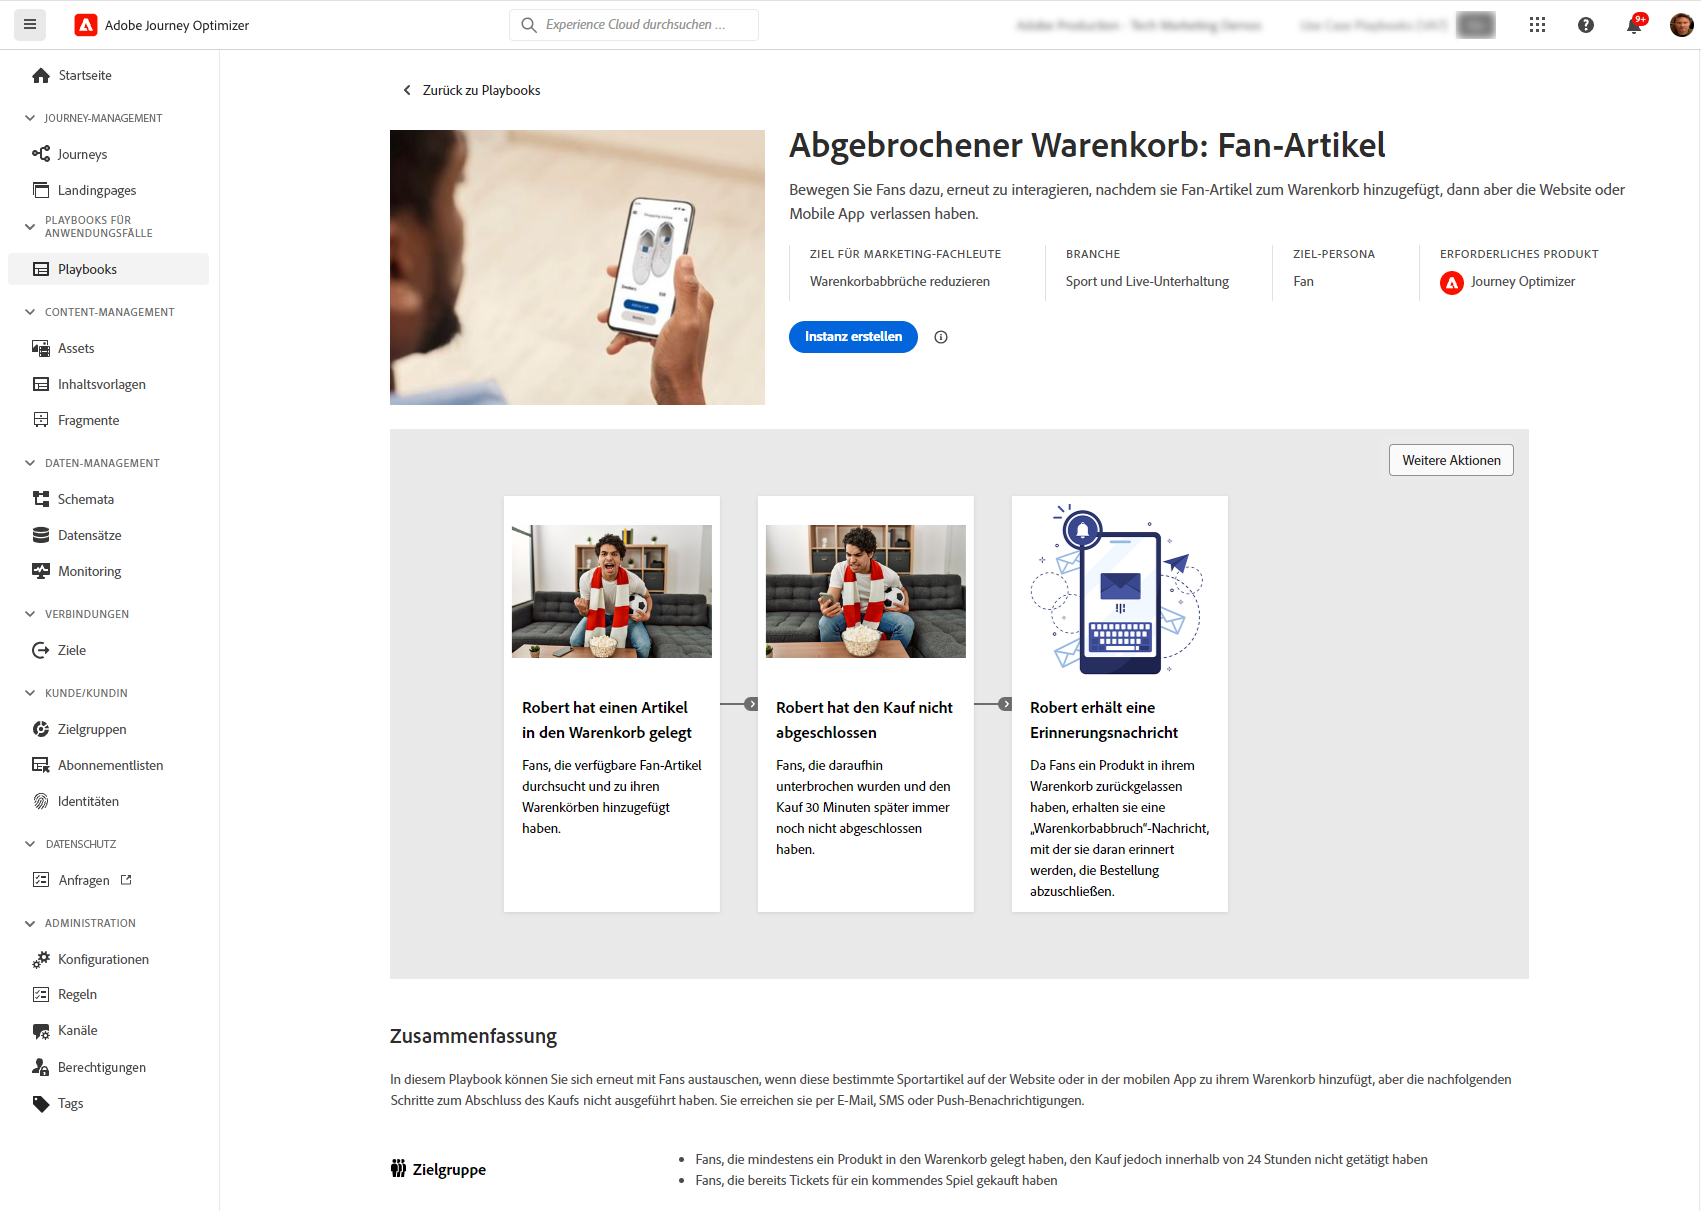 Adobe Journey Optimizer
Experience Cloud durchsuchen ...
9+
Startseite
JOURNEY-MANAGEMENT
Journeys
Landingpages
PLAYBOOKS FÜR
ANWENDUNGSFÄLLE
Playbooks
CONTENT-MANAGEMENT
Assets
Inhaltsvorlagen
Fragmente
DATEN-MANAGEMENT
Schemata
Datensätze
Monitoring
VERBINDUNGEN
Ziele
KUNDE/KUNDIN
Zielgruppen
Abonnementlisten
Identitäten
DATENSCHUTZ
Anfragen
ADMINISTRATION
Konfigurationen
Regeln
Kanäle
Berechtigungen
Tags
Zurück zu Playbooks
Abgebrochener Warenkorb: Fan-Artikel
Bewegen Sie Fans dazu, erneut zu interagieren, nachdem sie Fan-Artikel zum Warenkorb hinzugefügt, dann aber die Website oder
Mobile App verlassen haben.
ZIEL FÜR MARKETING-FACHLEUTE
Warenkorbabbrüche reduzieren
BRANCHE
Sport und Live-Unterhaltung
ZIEL-PERSONA
Fan
ERFORDERLICHES PRODUKT
Journey Optimizer
Instanz erstellen
Weitere Aktionen
Robert hat einen Artikel
in den Warenkorb gelegt
Fans, die verfügbare Fan-Artikel
durchsucht und zu ihren
Warenkörben hinzugefügt
haben.
Robert hat den Kauf nicht
abgeschlossen
Fans, die daraufhin
unterbrochen wurden und den
Kauf 30 Minuten später immer
noch nicht abgeschlossen
haben.
Robert erhält eine
Erinnerungsnachricht
Da Fans ein Produkt in ihrem
Warenkorb zurückgelassen
haben, erhalten sie eine
„Warenkorbabbruch“-Nachricht,
mit der sie daran erinnert
werden, die Bestellung
abzuschließen.
Zusammenfassung
In diesem Playbook können Sie sich erneut mit Fans austauschen, wenn diese bestimmte Sportartikel auf der Website oder in der mobilen App zu ihrem Warenkorb hinzufügt, aber die nachfolgenden
Schritte zum Abschluss des Kaufs nicht ausgeführt haben. Sie erreichen sie per E-Mail, SMS oder Push-Benachrichtigungen.
Zielgruppe
Fans, die mindestens ein Produkt in den Warenkorb gelegt haben, den Kauf jedoch innerhalb von 24 Stunden nicht getätigt haben
Fans, die bereits Tickets für ein kommendes Spiel gekauft haben